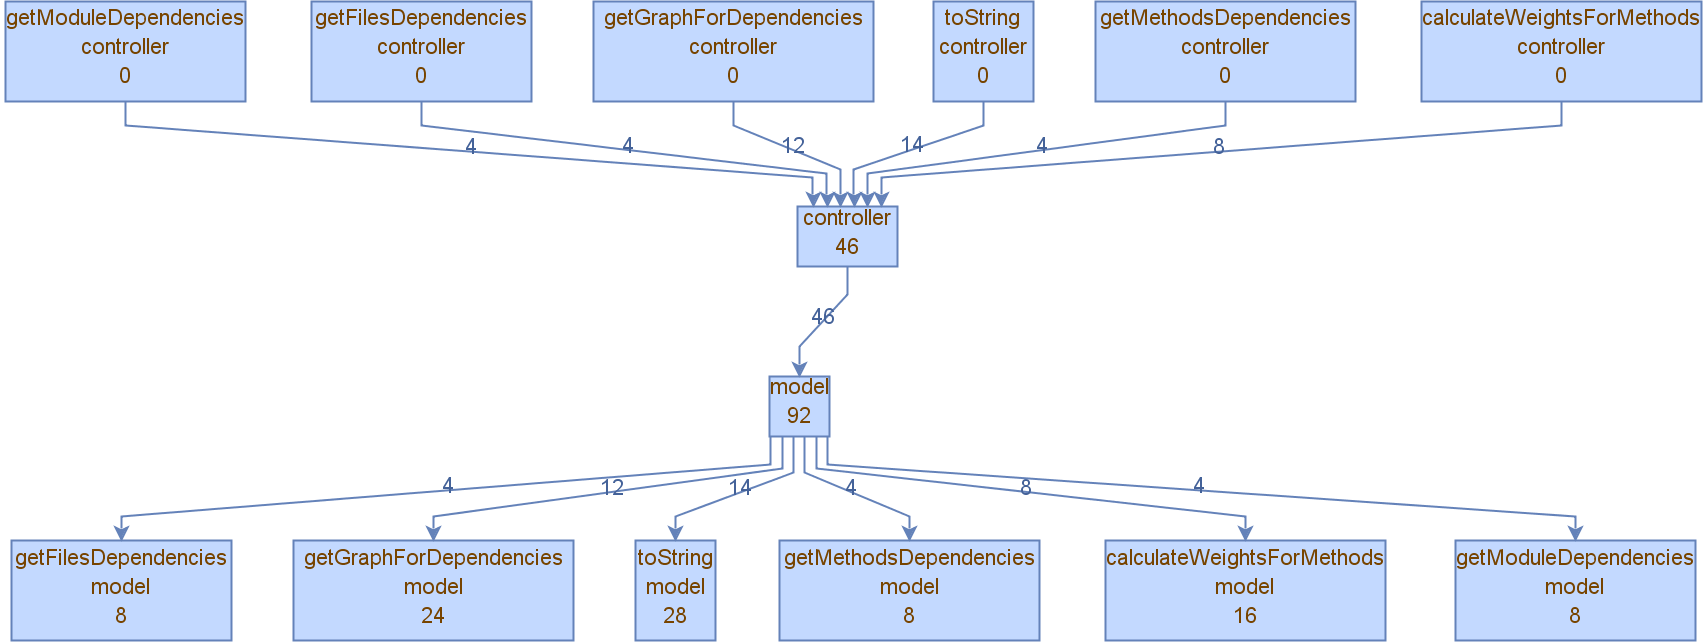 getModuleDependencies
controller
0
getFilesDependencies
controller
0
getGraphForDependencies
controller
0
toString
controller
0
getMethodsDependencies
controller
0
calculateWeightsForMethods
controller
0
4
4
12
14
4
8
controller
46
46
model
92
4
12
14
4
8
4
getFilesDependencies
model
8
getGraphForDependencies
model
24
toString
model
28
getMethodsDependencies
model
8
calculateWeightsForMethods
model
16
getModuleDependencies
model
8